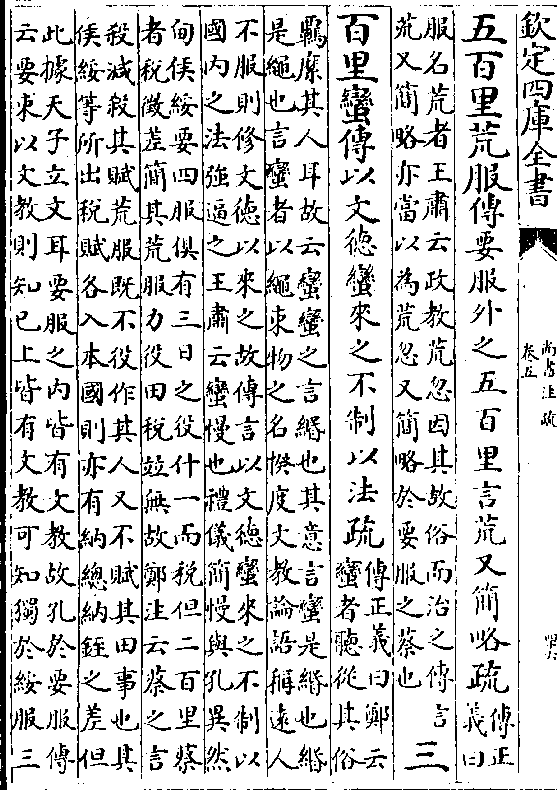 欽定四庫全書
尚書注疏
卷五
四十六
五百里荒服傳要服外之五百里言荒又簡略疏傳正
義曰
服名荒者王肅云政教荒忽因其故俗而治之傳言
荒又簡略亦當以為荒忽又簡略於要服之蔡也
三
百里蠻傳以文德蠻來之不制以法疏
傳正義曰鄭云
蠻者聽從其俗
羈縻其人耳故云蠻蠻之言緡也其意言蠻是緡也緡
是繩也言蠻者以繩束物之名揆度文教論語稱遠人
不服則修文德以來之故傳言以文德蠻來之不制以
國内之法強逼之王肅云蠻慢也禮儀簡慢與孔異然
甸侯綏要四服俱有三日之役什一而稅但二百里蔡
者稅微差簡其荒服力役田稅竝無故鄭注云蔡之言
殺減殺其賦荒服既不役作其人又不賦其田事也其
侯綏等所出稅賦各入本國則亦有納總納銍之差但
此據天子立文耳要服之内皆有文教故孔於要服傳
云要束以文教則知已上皆有文教可知獨於綏服三